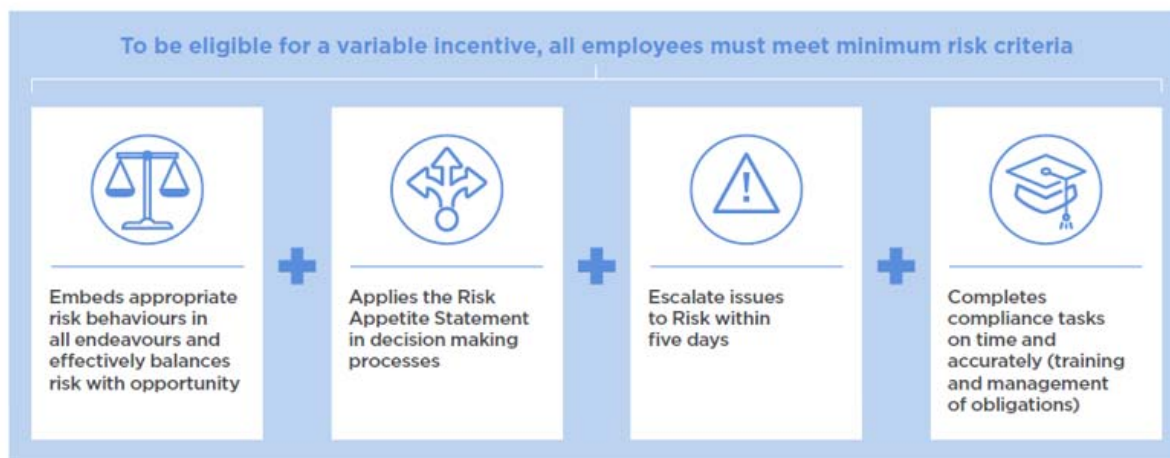 To be eligible for a variable incentive, all employees must meet minimum risk criteria
Embeds appropriate
risk behaviours in
all endeavours and
effectively balances
risk with opportunity
Applies the Risk
Appetite Statement
in decision making
processes
Escalate issues
to Risk within
five days
Completes
compliance tasks
on time and
accurately (training
and management
of obligations)